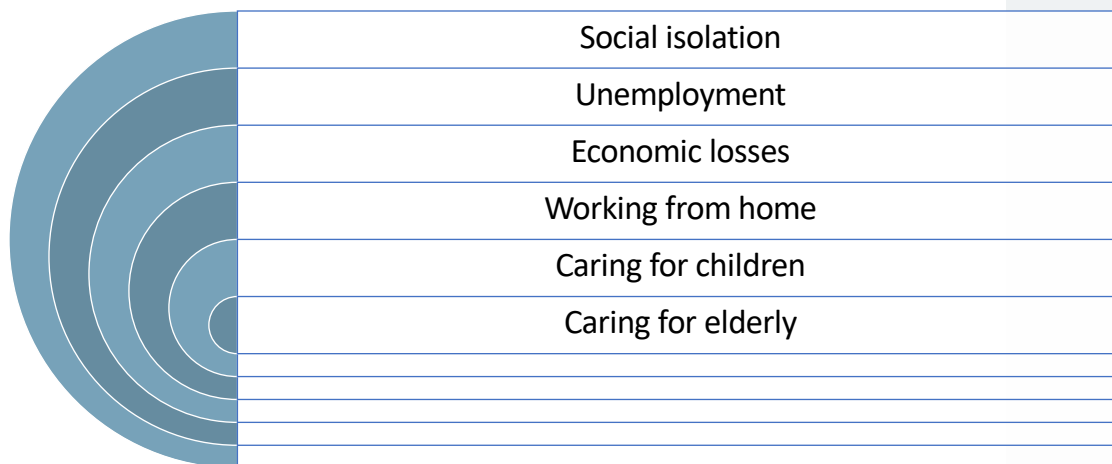 Social isolation
Unemployment
Economic losses
Working from home
Caring for children
Caring for elderly